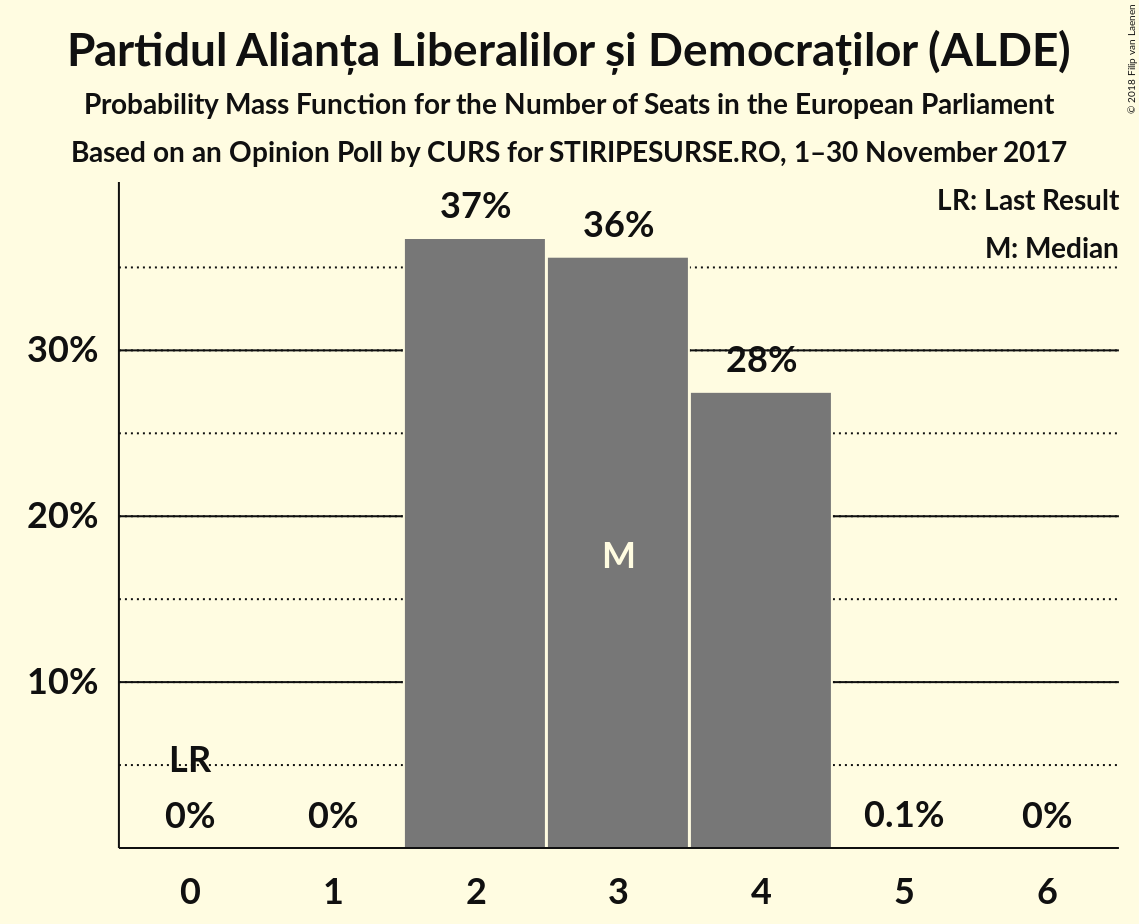 Partidul Alianța Liberalilor și Democraților (ALDE)
Probability Mass Function for the Number of Seats in the European Parliament
Based on an Opinion Poll by CURS for STIRIPESURSE.RO, 1–30 November 2017
© 2018 Filip van Laenen
LR: Last Result
M: Median
37%
36%
28%
30%
20%
10%
M
LR
0%
0%
0.1%
0%
0
1
2
3
4
5
6